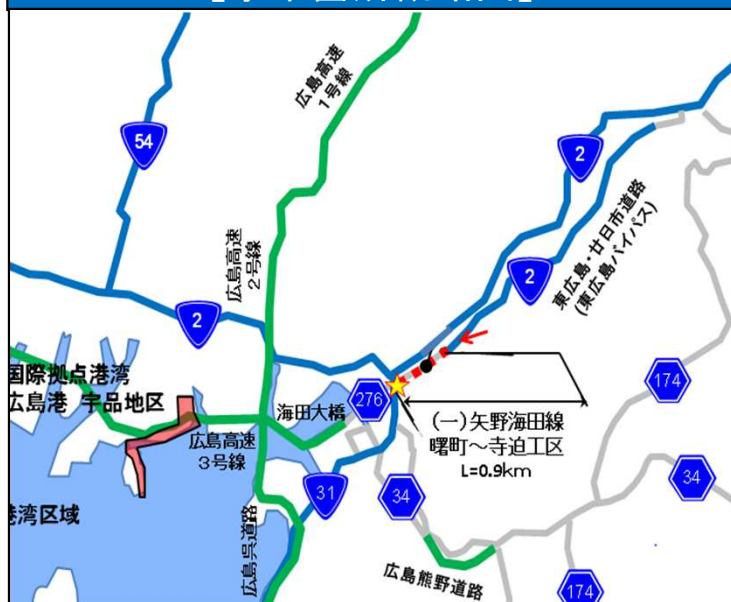 広島高速
1号線
54
2
東広島・廿日市道路
(東広島バイパス)
広島高速
2号線
2
2
国際拠点港湾
広島港 宇品地区
276
174
海田大橋
(一)矢野海田線
曙町～寺迫工区
L=0.9km
広島高速
3号線
31
34
34
港湾区域
広島呉道路
広島熊野道路
174